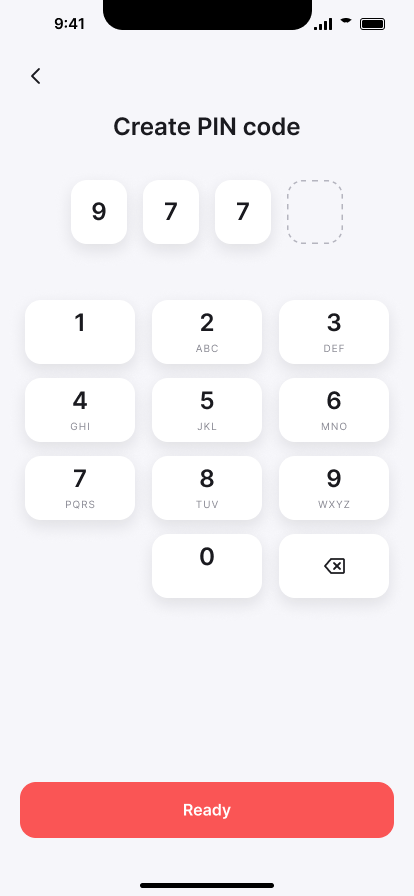 9:41
Create PIN code
9 7 7
1 2 3
ABC DEF
4 5 6
GHI JKL MNO
7 8 9
PQRS TUV WXYZ
0
Ready